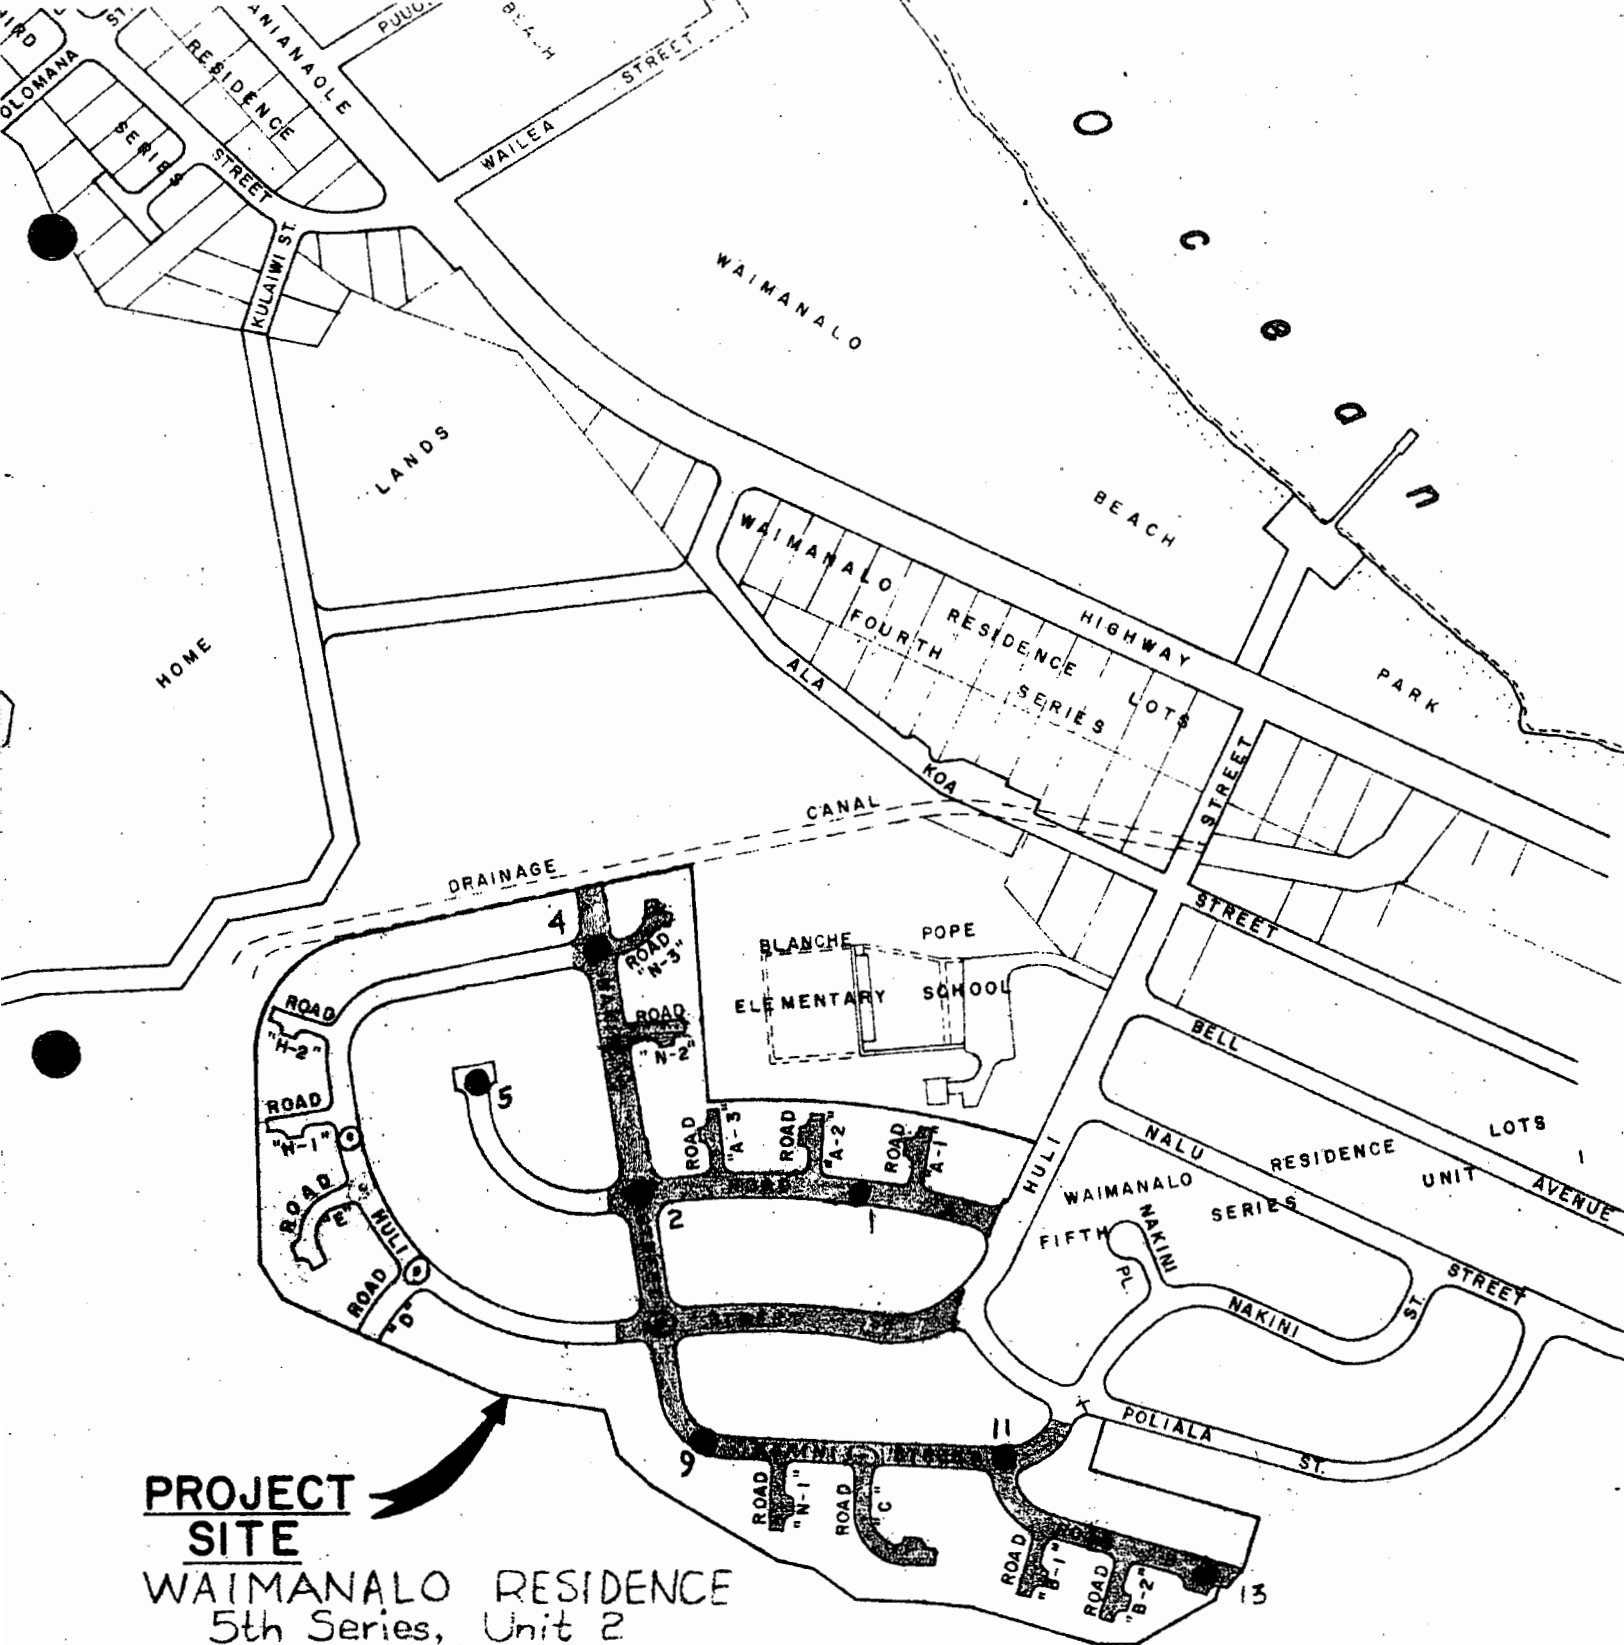 OLOMANA
RESIDENCE
SERIES
STREET
ANIANAOLE
BEACH
WAILEA STREET
KULAIWI ST.
Ocean
WAIMANALO
BEACH
PARK
LANDS
HOME
HIGHWAY
WAIMANALO
RESIDENCE LOTS
FOURTH SERIES
ALA KOA STREET
STREET
DRAINAGE CANAL
BLANCHE POPE
ELEMENTARY SCHOOL
BELL
AVENUE
HULI
NALU
STREET
WAIMANALO RESIDENCE LOTS
FIFTH SERIES UNIT 1
NAKINI PL.
NAKINI ST.
POLIALA ST.
4
ROAD "N-3"
ROAD "N-2"
ROAD "H-2"
ROAD "H-1"
ROAD "E"
HULI
ROAD "D"
5
ROAD "A-3"
ROAD "A-2"
ROAD "A-1"
ROAD
2
1
STREET
9
11
ROAD "N-1"
ROAD "C"
ROAD "B-1"
ROAD "B-2"
13
PROJECT
SITE
WAIMANALO RESIDENCE
5th Series, Unit 2